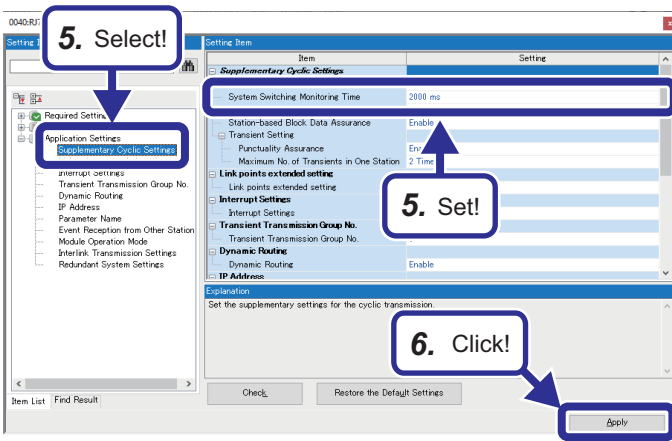 0040:RJ7
5. Select!
Setting I
Setting Item
Item
Setting
Supplementary Cyclic Settings
System Switching Monitoring Time
2000 ms
Station-based Block Data Assurance
Enable
Transient Setting
Punctuality Assurance
Maximum No. of Transients in One Station
Link points extended setting
Link points extended setting
Interrupt Settings
Interrupt Settings
Transient Transmission Group No.
Transient Transmission Group No.
Dynamic Routing
Dynamic Routing
Enable
IP Address
5. Set!
Required Settin
Application Settings
Supplementary Cyclic Settings
Interrupt Settings
Transient Transmission Group No.
Dynamic Routing
IP Address
Parameter Name
Event Reception from Other Station
Module Operation Mode
Interlink Transmission Settings
Redundant System Settings
Explanation
Set the supplementary settings for the cyclic transmission.
6. Click!
Item List
Find Result
Check
Restore the Default Settings
Apply